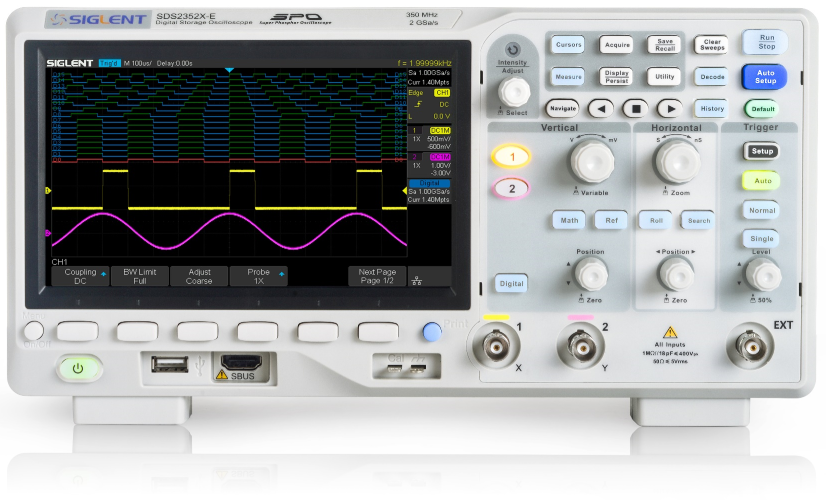 SIGLENT SDS2352X-E
Digital Storage Oscilloscope
SPO
Super Phosphor Oscilloscope
350 MHz
2 GSa/s
SIGLENT Trig'd M 100us/ Delay:0.00s f = 1.99999kHz
Sa 1.00GSa/s
Curr 1.40Mpts
Edge CH1
DC
L 0.0 V
1 DC1M
1X 500mV/
-600mV
2 DC1M
1X 1.00V/
-3.00V
Digital
Sa 1.00GSa/s
Curr 1.40Mpts
CH1
Coupling
DC
BW Limit
Full
Adjust
Coarse
Probe
1X
Next Page
Page 1/2
Print
SBUS
Cal
Intensity
Adjust
Select
Cursors
Acquire
Save
Recall
Clear
Sweeps
Run
Stop
Measure
Display
Persist
Utility
Decode
Auto
Setup
Navigate
History
Default
Vertical
Horizontal
Trigger
V mV
Variable
S nS
Zoom
Setup
1
2
Auto
Math
Ref
Roll
Search
Normal
Single
Position
Zero
Position
Zero
Level
50%
Digital
1
X
2
Y
All Inputs
1MΩ//18pF≤400Vpk
50Ω≤5Vrms
EXT